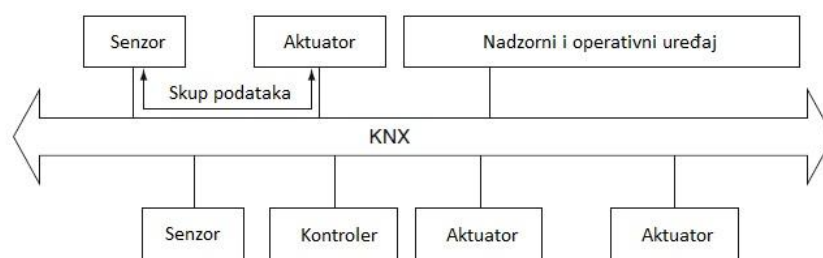 Senzor
Aktuator
Nadzorni i operativni uređaj
Skup podataka
KNX
Senzor
Kontroler
Aktuator
Aktuator